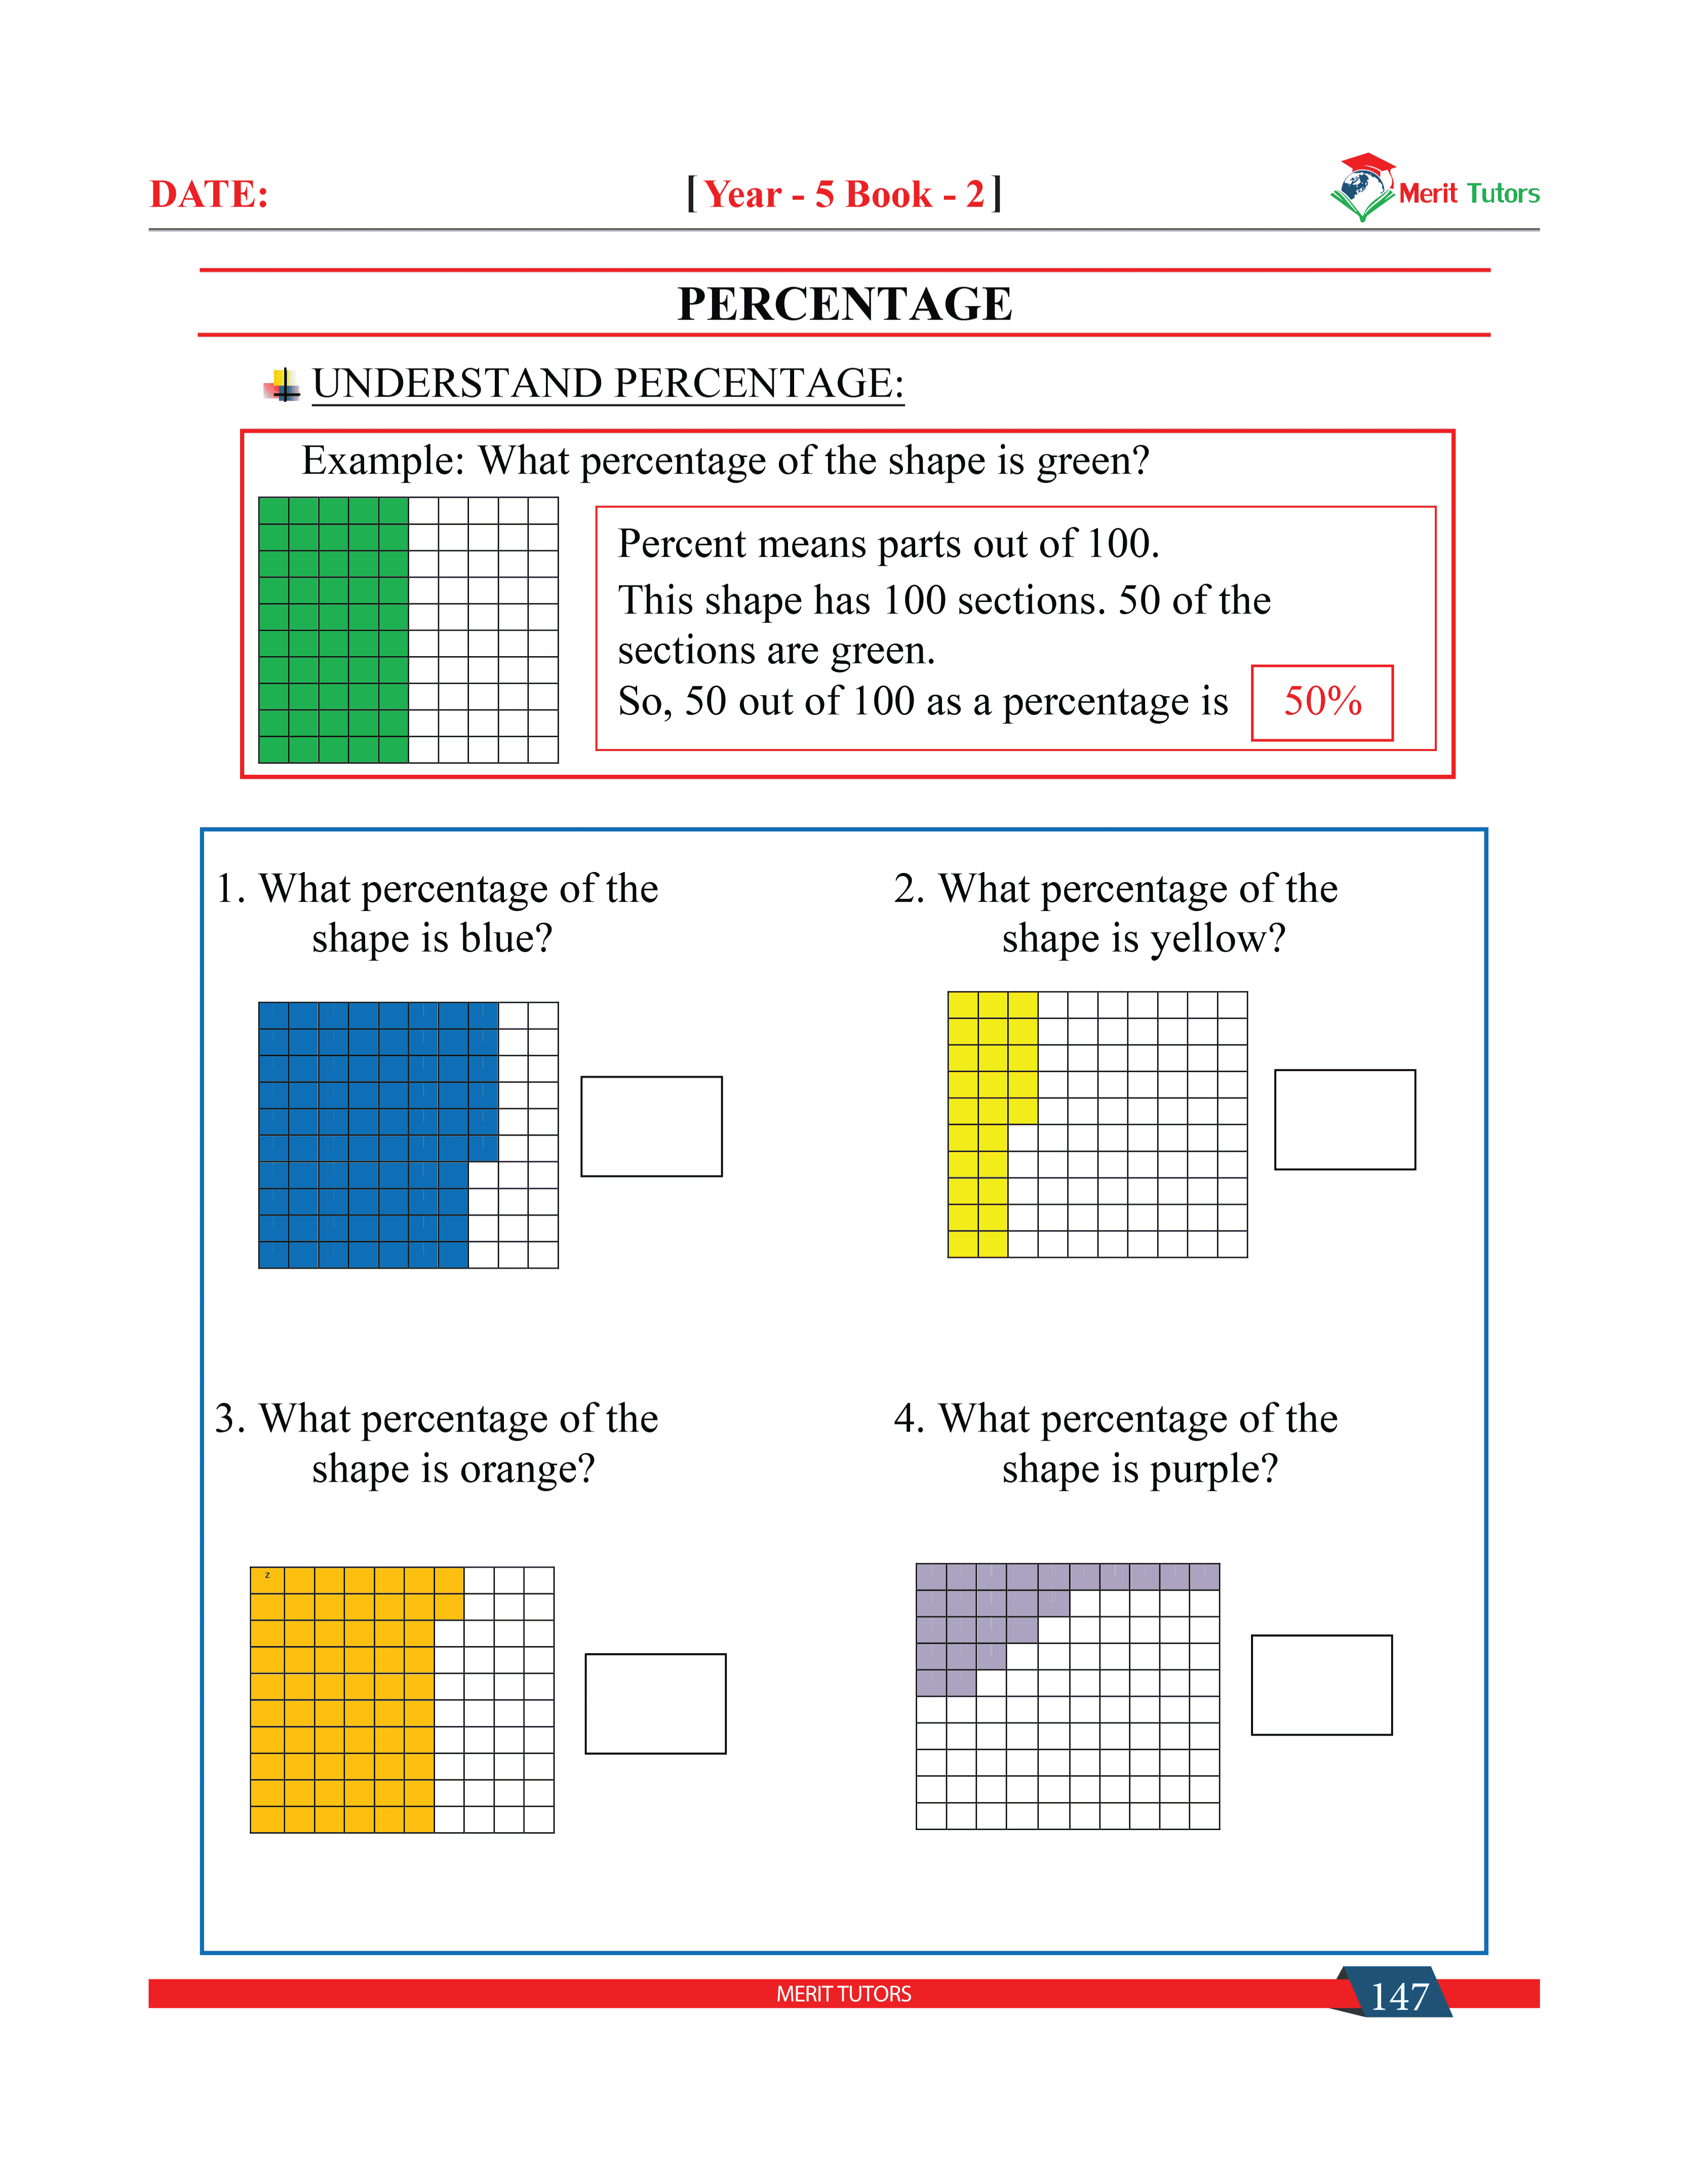 DATE:
[ Year - 5 Book - 2 ]
Merit Tutors
PERCENTAGE
UNDERSTAND PERCENTAGE:
Example: What percentage of the shape is green?
Percent means parts out of 100.
This shape has 100 sections. 50 of the
sections are green.
So, 50 out of 100 as a percentage is
50%
1. What percentage of the
shape is blue?
2. What percentage of the
shape is yellow?
3. What percentage of the
shape is orange?
4. What percentage of the
shape is purple?
z
MERIT TUTORS
147